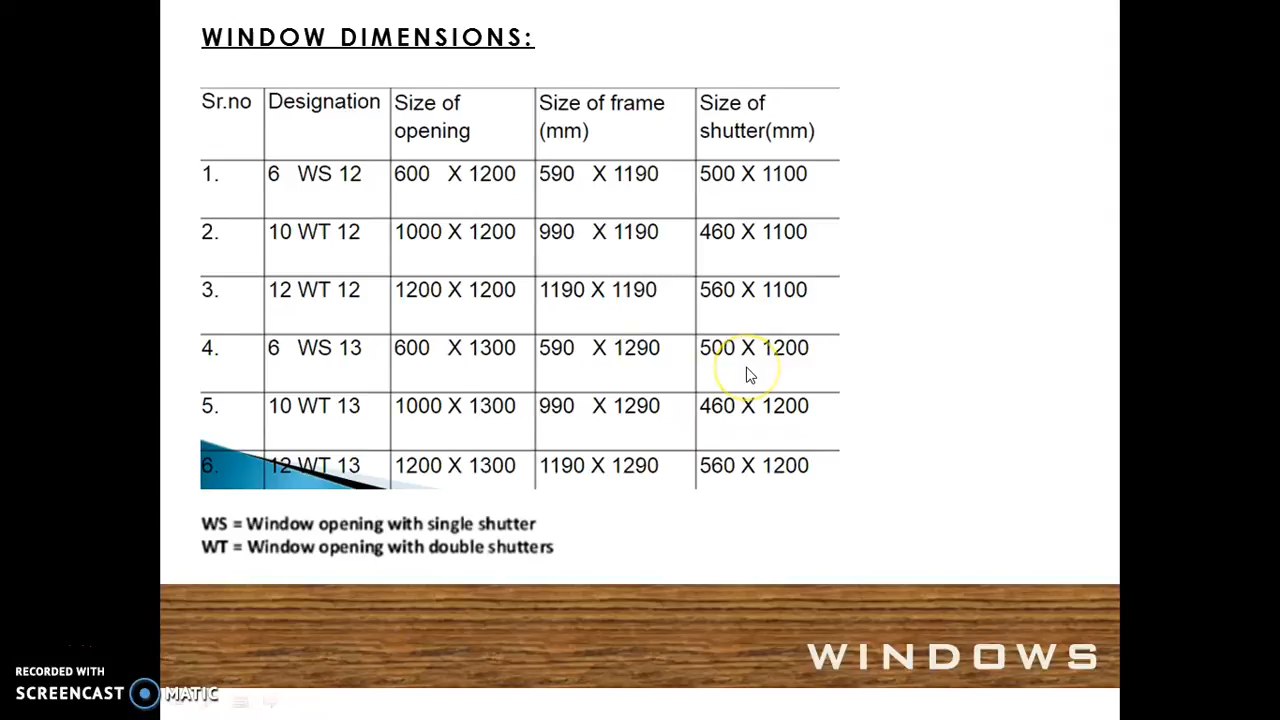 WINDOW DIMENSIONS:
Sr.no Designation Size of opening Size of frame (mm) Size of shutter(mm)
1. 6 WS 12 600 X 1200 590 X 1190 500 X 1100
2. 10 WT 12 1000 X 1200 990 X 1190 460 X 1100
3. 12 WT 12 1200 X 1200 1190 X 1190 560 X 1100
4. 6 WS 13 600 X 1300 590 X 1290 500 X 1200
5. 10 WT 13 1000 X 1300 990 X 1290 460 X 1200
6. 12 WT 13 1200 X 1300 1190 X 1290 560 X 1200
WS = Window opening with single shutter
WT = Window opening with double shutters
WINDOWS
RECORDED WITH
SCREENCAST MATIC